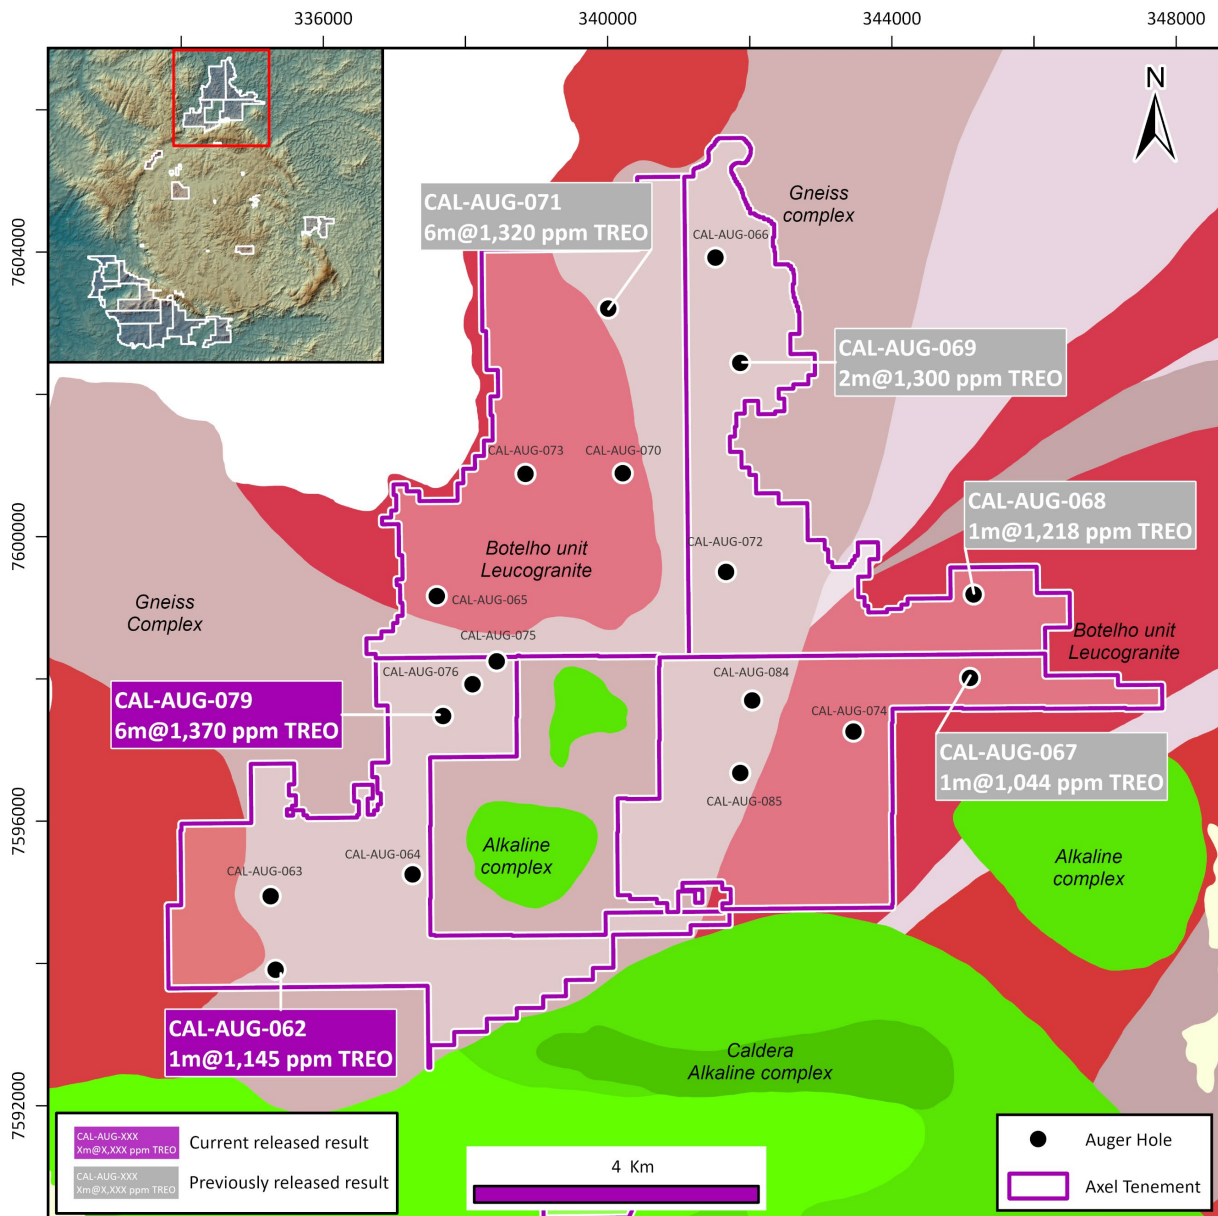 336000
340000
344000
348000
N
7604000
7600000
7596000
7592000
Gneiss
complex
CAL-AUG-071
6m@1,320 ppm TREO
CAL-AUG-066
CAL-AUG-069
2m@1,300 ppm TREO
CAL-AUG-073
CAL-AUG-070
CAL-AUG-068
1m@1,218 ppm TREO
CAL-AUG-072
Botelho unit
Leucogranite
Gneiss
Complex
CAL-AUG-065
CAL-AUG-075
Botelho unit
Leucogranite
CAL-AUG-076
CAL-AUG-084
CAL-AUG-079
6m@1,370 ppm TREO
CAL-AUG-074
CAL-AUG-067
1m@1,044 ppm TREO
CAL-AUG-085
CAL-AUG-064
Alkaline
complex
Alkaline
complex
CAL-AUG-063
CAL-AUG-062
1m@1,145 ppm TREO
Caldera
Alkaline complex
CAL-AUG-XXX
Xm@X,XXX ppm TREO
Current released result
CAL-AUG-XXX
Xm@X,XXX ppm TREO
Previously released result
4 Km
Auger Hole
Axel Tenement